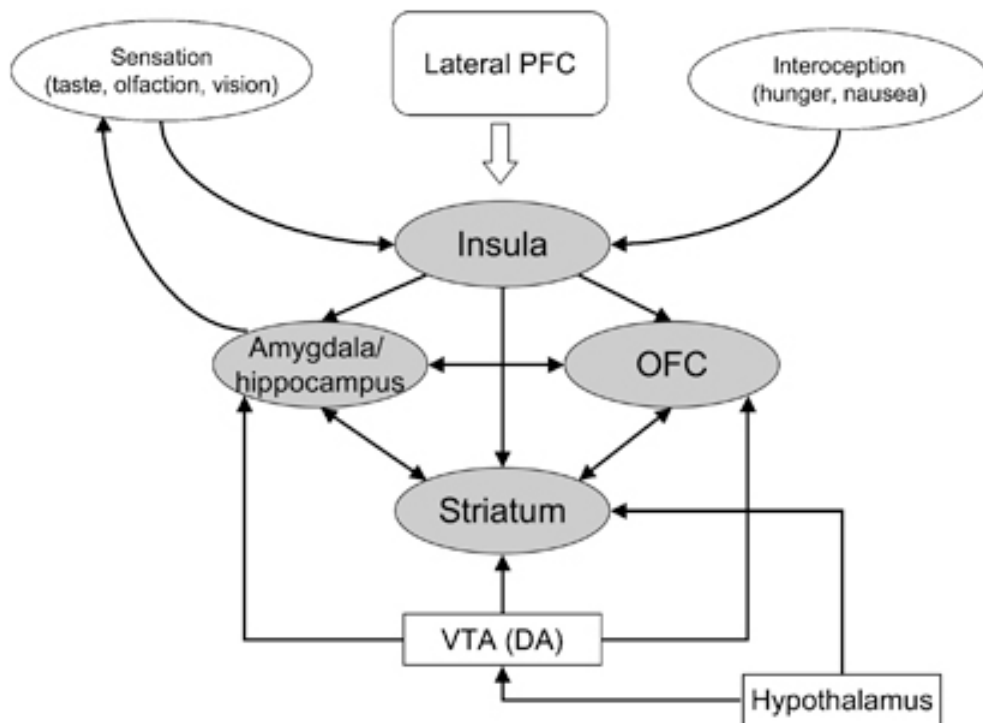 Sensation
(taste, olfaction, vision)
Lateral PFC
Interoception
(hunger, nausea)
Insula
Amygdala/
hippocampus
OFC
Striatum
VTA (DA)
Hypothalamus